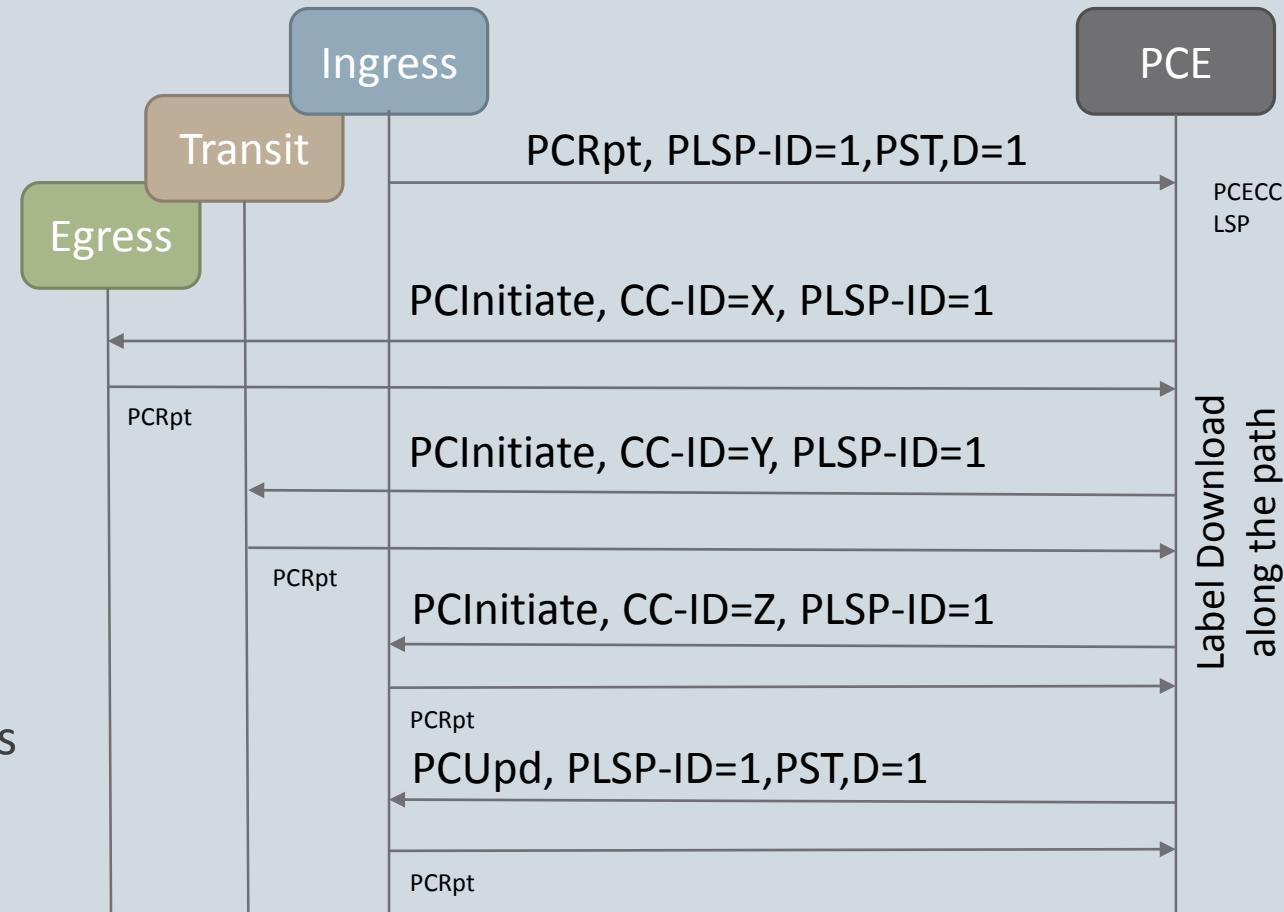 Ingress
PCE
Transit
PCRpt, PLSP-ID=1,PST,D=1
PCECC
LSP
Egress
PCInitiate, CC-ID=X, PLSP-ID=1
PCRpt
PCInitiate, CC-ID=Y, PLSP-ID=1
Label Download
along the path
PCRpt
PCInitiate, CC-ID=Z, PLSP-ID=1
PCRpt
s
PCUpd, PLSP-ID=1,PST,D=1
PCRpt